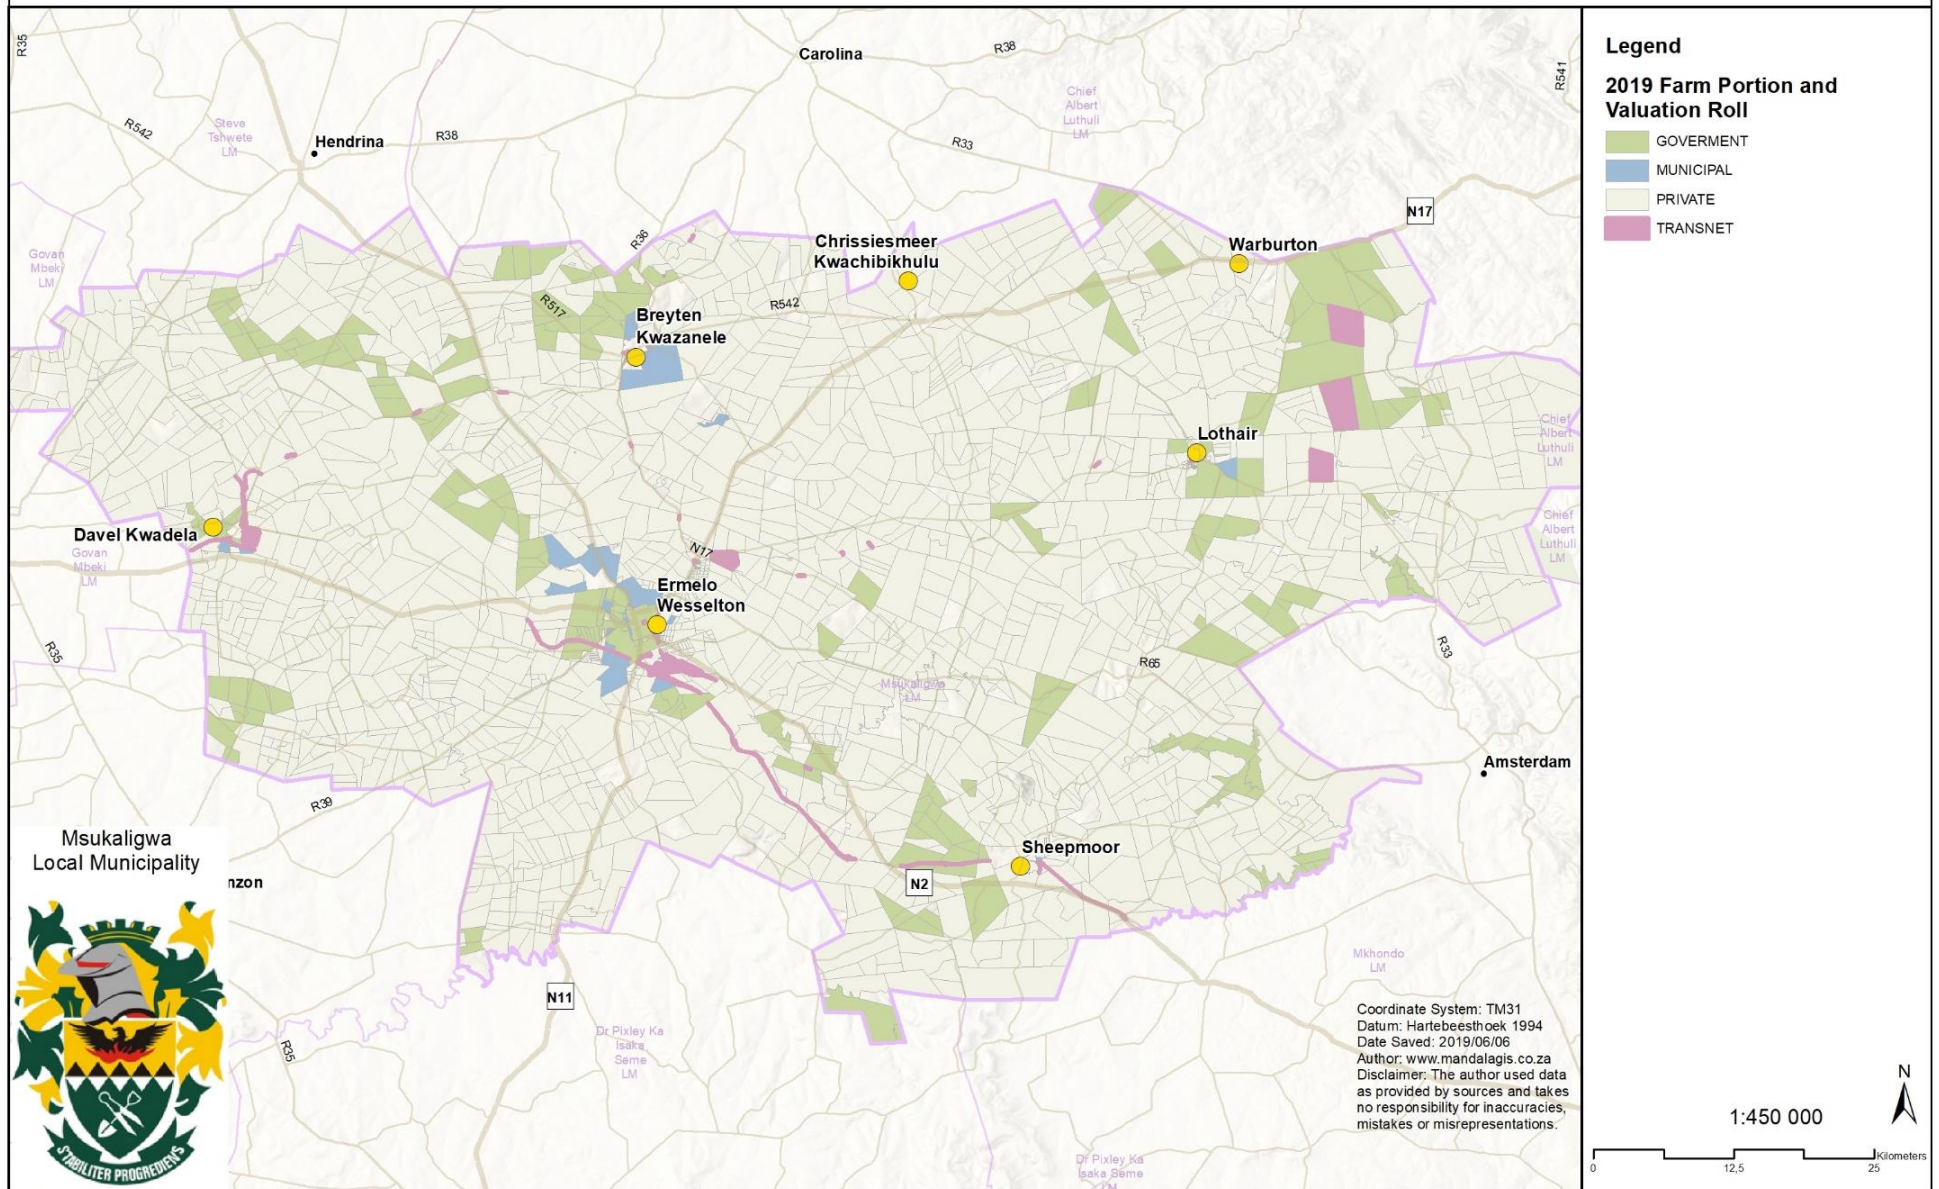 R35
Carolina
R38
R541
Chief
Albert
Luthuli
LM
R542
Steve
Tshwete
LM
Hendrina
R38
R33
N17
Govan
Mbeki
LM
R36
Chrissiesmeer
Kwachibikhulu
Warburton
R517
R542
Breyten
Kwazanele
Lothair
Chief
Albert
Luthuli
LM
Davel Kwadela
Govan
Mbeki
LM
N17
Chief
Albert
Luthuli
LM
Ermelo
Wesselton
R35
R65
R33
Msukaligwa
LM
Amsterdam
R39
Sheepmoor
N2
nzon
Mkhondo
LM
N11
Dr Pixley Ka
Isaka
Seme
LM
R35
Dr Pixley Ka
Isaka Seme
LM
Msukaligwa
Local Municipality
STABILITER PROGREDIENS
Coordinate System: TM31
Datum: Hartebeesthoek 1994
Date Saved: 2019/06/06
Author: www.mandalagis.co.za
Disclaimer: The author used data
as provided by sources and takes
no responsibility for inaccuracies,
mistakes or misrepresentations.
Legend
2019 Farm Portion and
Valuation Roll
GOVERMENT
MUNICIPAL
PRIVATE
TRANSNET
N
1:450 000
Kilometers
0 12,5 25